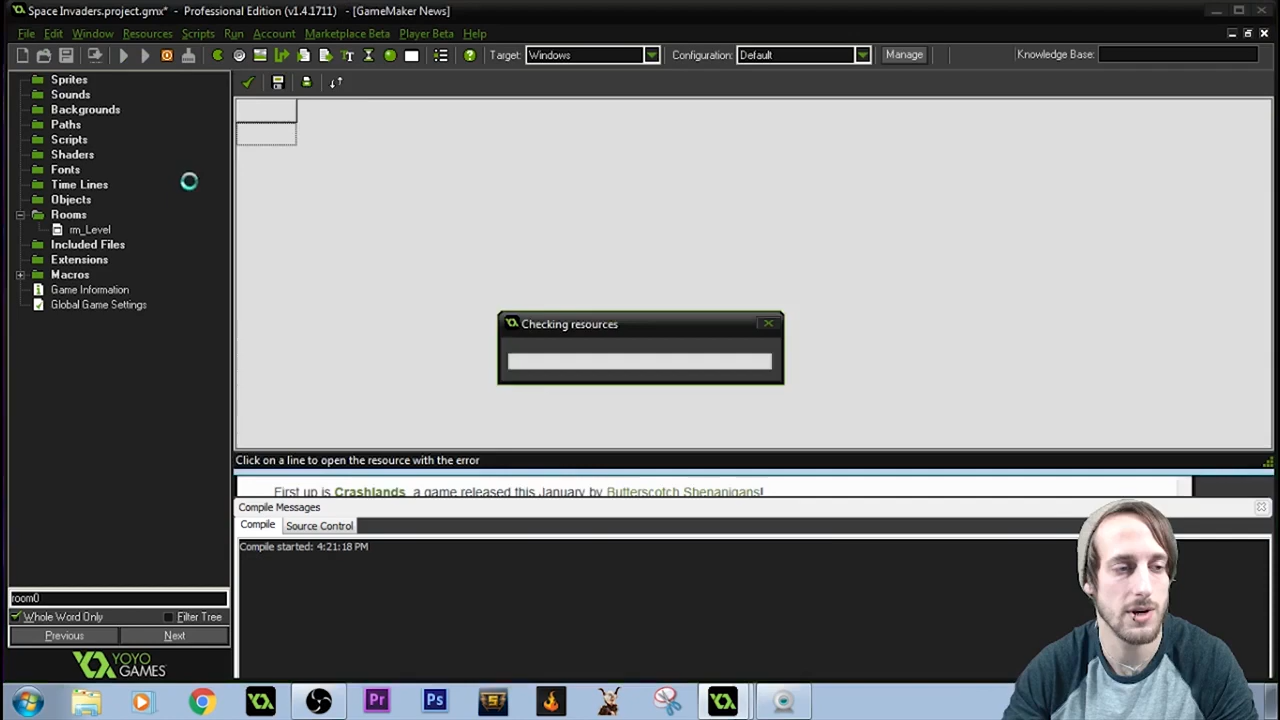 Space Invaders.project.gmx* - Professional Edition (v1.4.1711) - [GameMaker News]
File Edit Window Resources Scripts Run Account Marketplace Beta Player Beta Help
Target: Windows Configuration: Default Manage Knowledge Base:
Sprites
Sounds
Backgrounds
Paths
Scripts
Shaders
Fonts
Time Lines
Objects
Rooms
rm_Level
Included Files
Extensions
Macros
Game Information
Global Game Settings
Checking resources
Click on a line to open the resource with the error
First up is Crashlands a game released this January by Butterscotch Shenanigans!
Compile Messages
Compile Source Control
Compile started: 4:21:18 PM
room0
Whole Word Only Filter Tree
Previous Next
YOYO
GAMES
Pr Ps